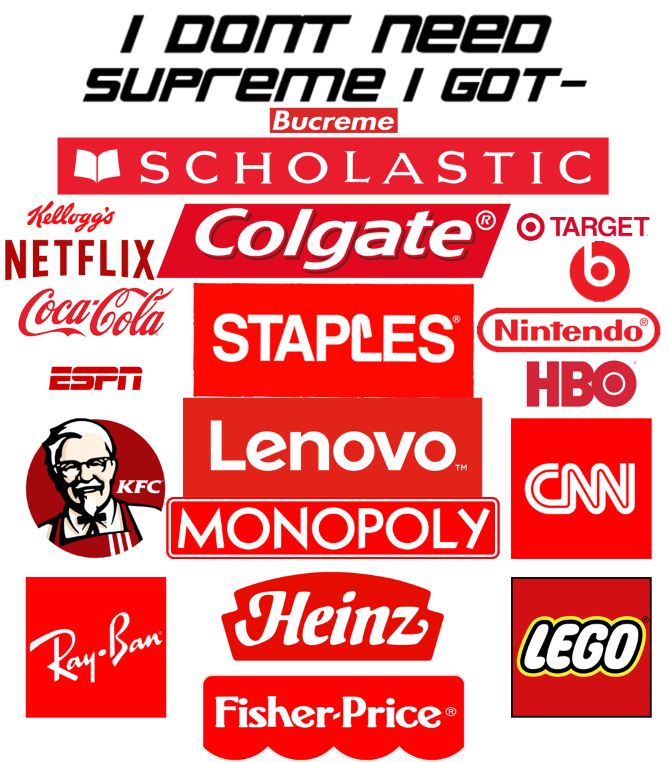 I DONT NEED
SUPREME I GOT-
Bucreme
SCHOLASTIC
Kellogg's
Colgate®
TARGET
NETFLIX
b
Coca-Cola
STAPLES®
Nintendo®
ESPN
HBO
Lenovo™
KFC
CNN
MONOPOLY
Ray-Ban
Heinz
LEGO®
Fisher-Price®